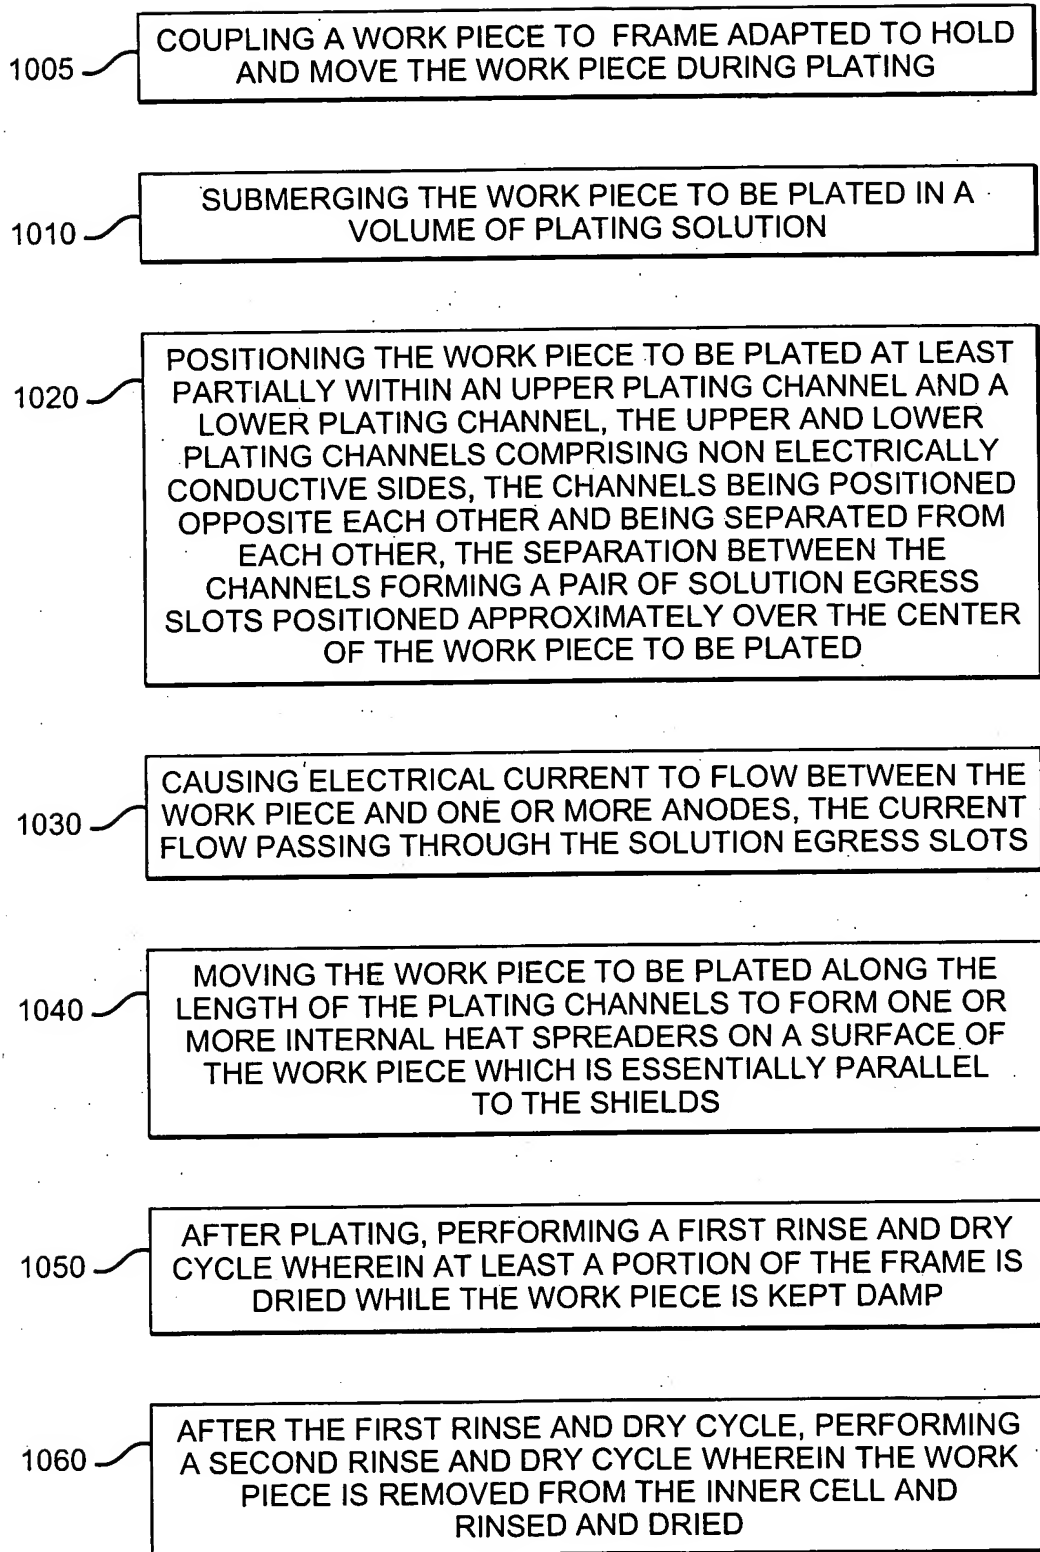 1005
COUPLING A WORK PIECE TO FRAME ADAPTED TO HOLD
AND MOVE THE WORK PIECE DURING PLATING
1010
SUBMERGING THE WORK PIECE TO BE PLATED IN A
VOLUME OF PLATING SOLUTION
1020
POSITIONING THE WORK PIECE TO BE PLATED AT LEAST
PARTIALLY WITHIN AN UPPER PLATING CHANNEL AND A
LOWER PLATING CHANNEL, THE UPPER AND LOWER
PLATING CHANNELS COMPRISING NON ELECTRICALLY
CONDUCTIVE SIDES, THE CHANNELS BEING POSITIONED
OPPOSITE EACH OTHER AND BEING SEPARATED FROM
EACH OTHER, THE SEPARATION BETWEEN THE
CHANNELS FORMING A PAIR OF SOLUTION EGRESS
SLOTS POSITIONED APPROXIMATELY OVER THE CENTER
OF THE WORK PIECE TO BE PLATED
1030
CAUSING ELECTRICAL CURRENT TO FLOW BETWEEN THE
WORK PIECE AND ONE OR MORE ANODES, THE CURRENT
FLOW PASSING THROUGH THE SOLUTION EGRESS SLOTS
1040
MOVING THE WORK PIECE TO BE PLATED ALONG THE
LENGTH OF THE PLATING CHANNELS TO FORM ONE OR
MORE INTERNAL HEAT SPREADERS ON A SURFACE OF
THE WORK PIECE WHICH IS ESSENTIALLY PARALLEL
TO THE SHIELDS
1050
AFTER PLATING, PERFORMING A FIRST RINSE AND DRY
CYCLE WHEREIN AT LEAST A PORTION OF THE FRAME IS
DRIED WHILE THE WORK PIECE IS KEPT DAMP
1060
AFTER THE FIRST RINSE AND DRY CYCLE, PERFORMING
A SECOND RINSE AND DRY CYCLE WHEREIN THE WORK
PIECE IS REMOVED FROM THE INNER CELL AND
RINSED AND DRIED